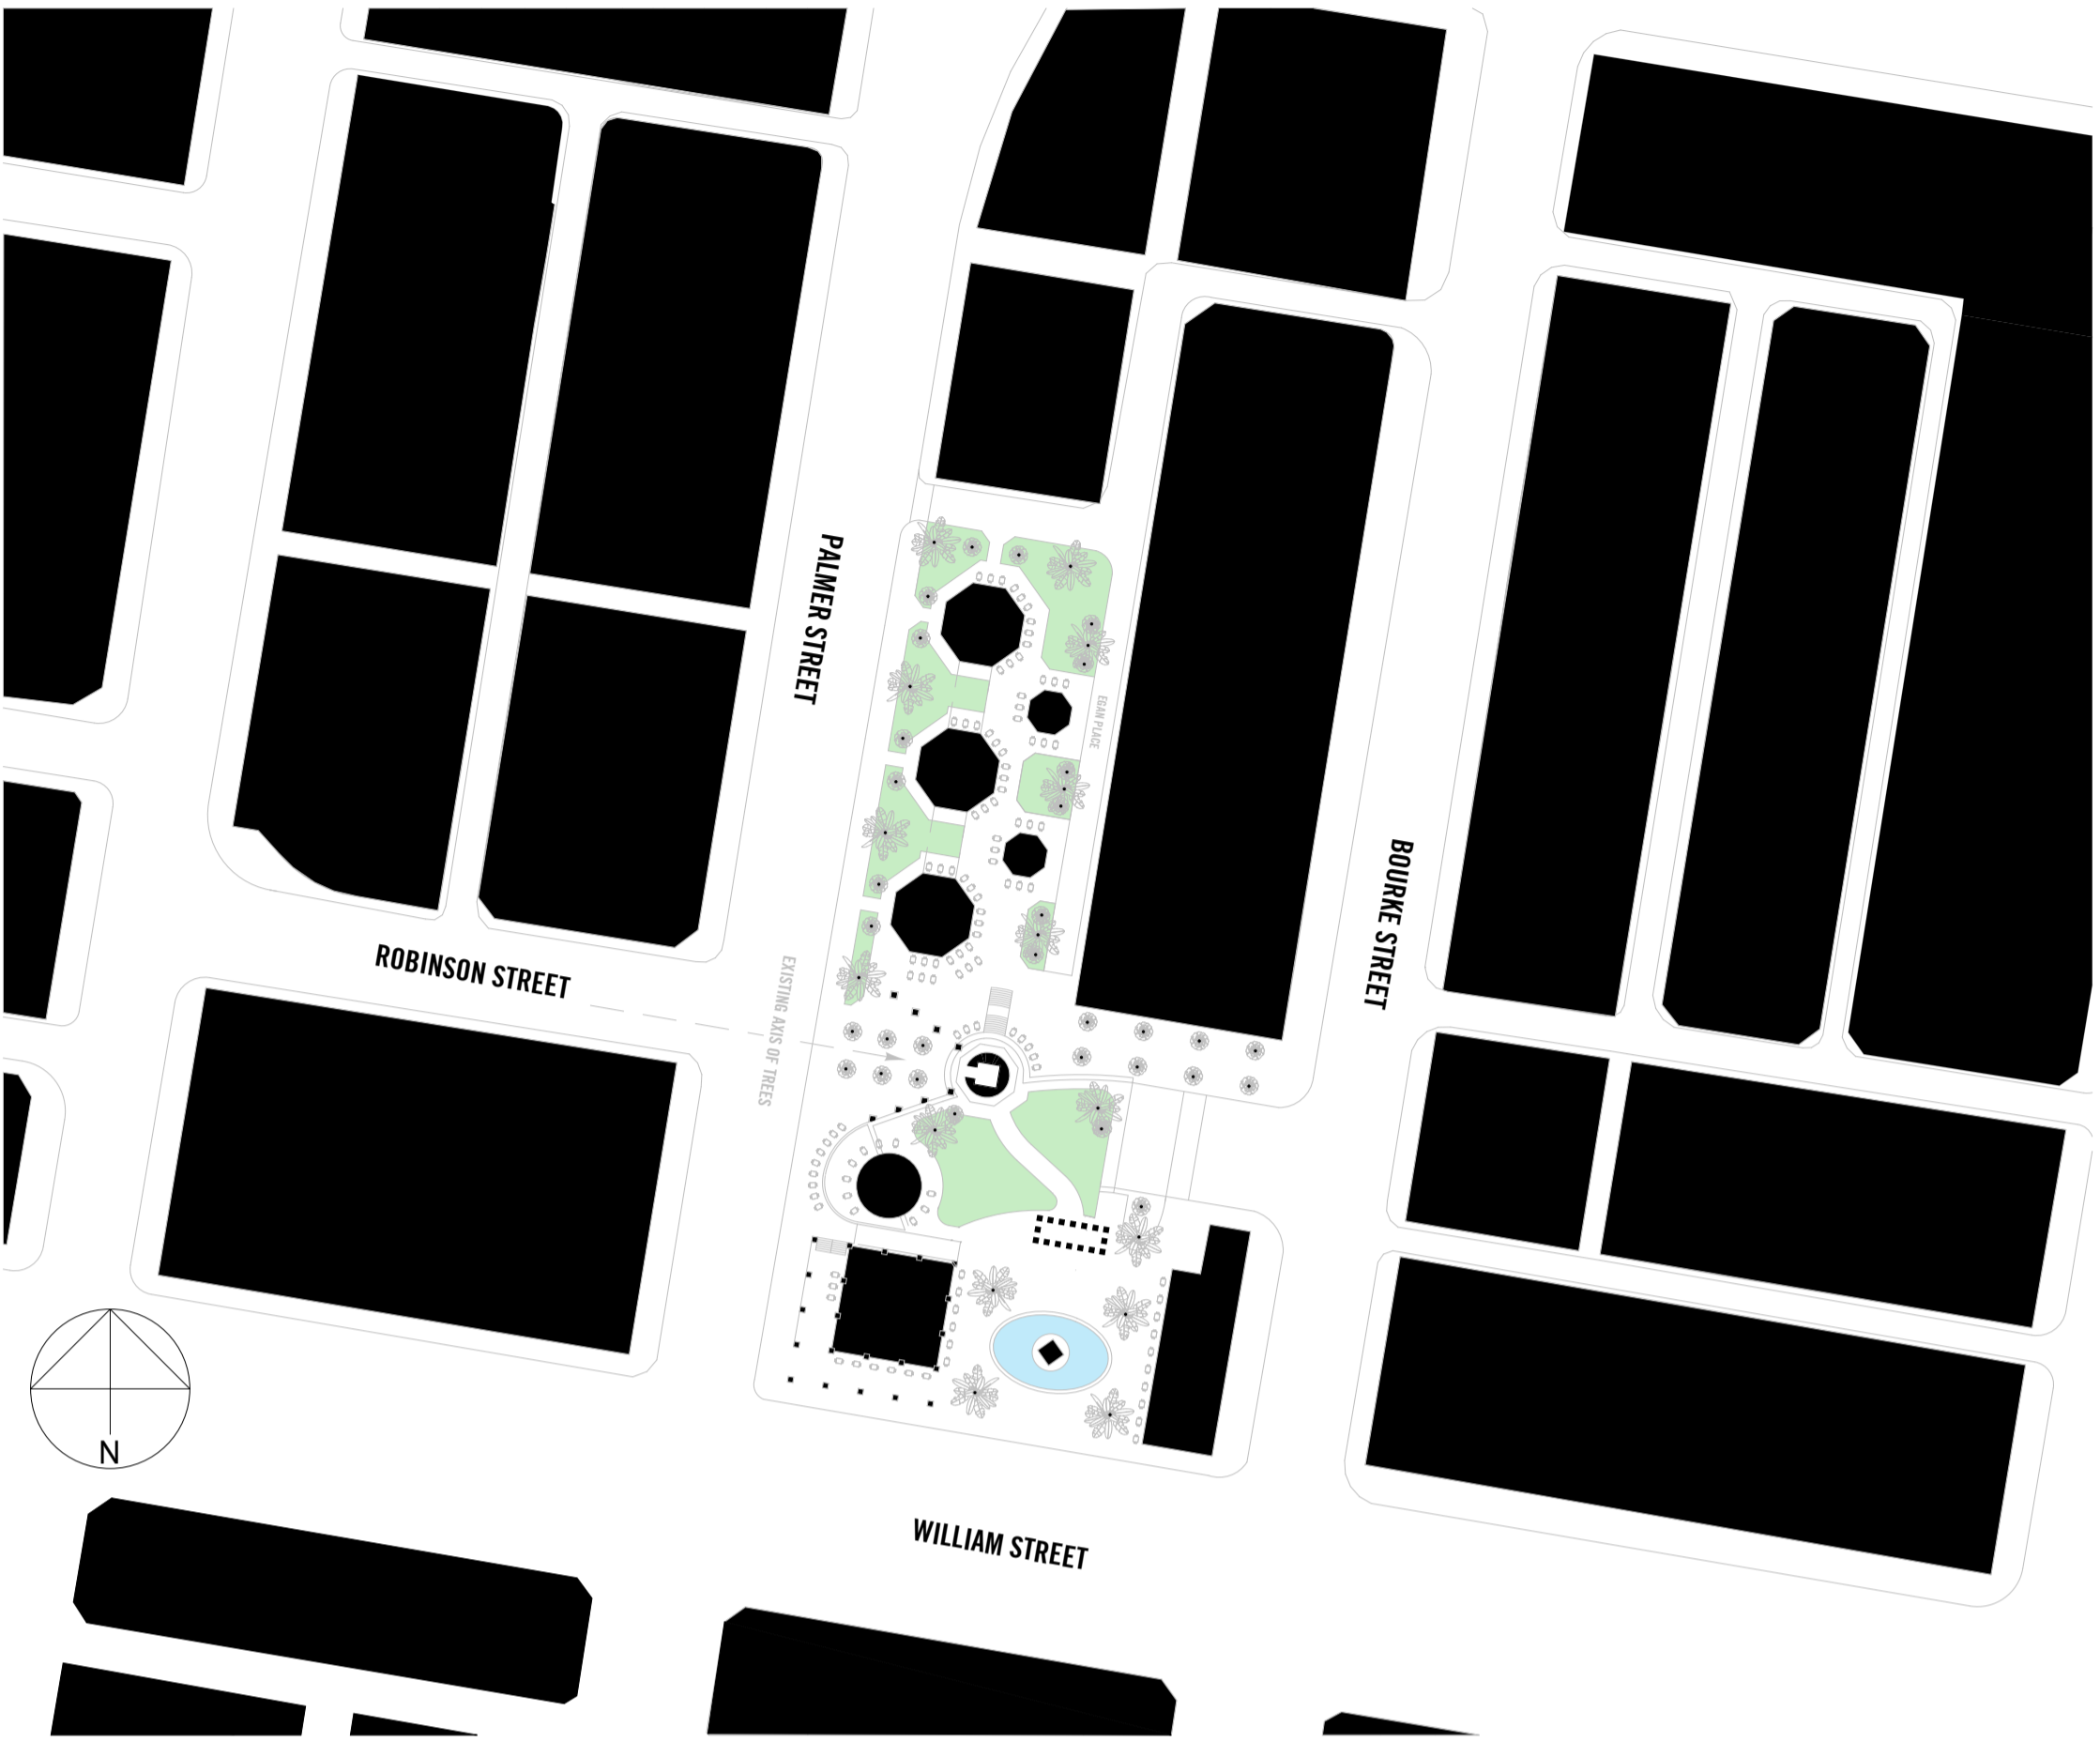 PALMER STREET
EGAN PLACE
BOURKE STREET
ROBINSON STREET
EXISTING AXIS OF TREES
N
WILLIAM STREET